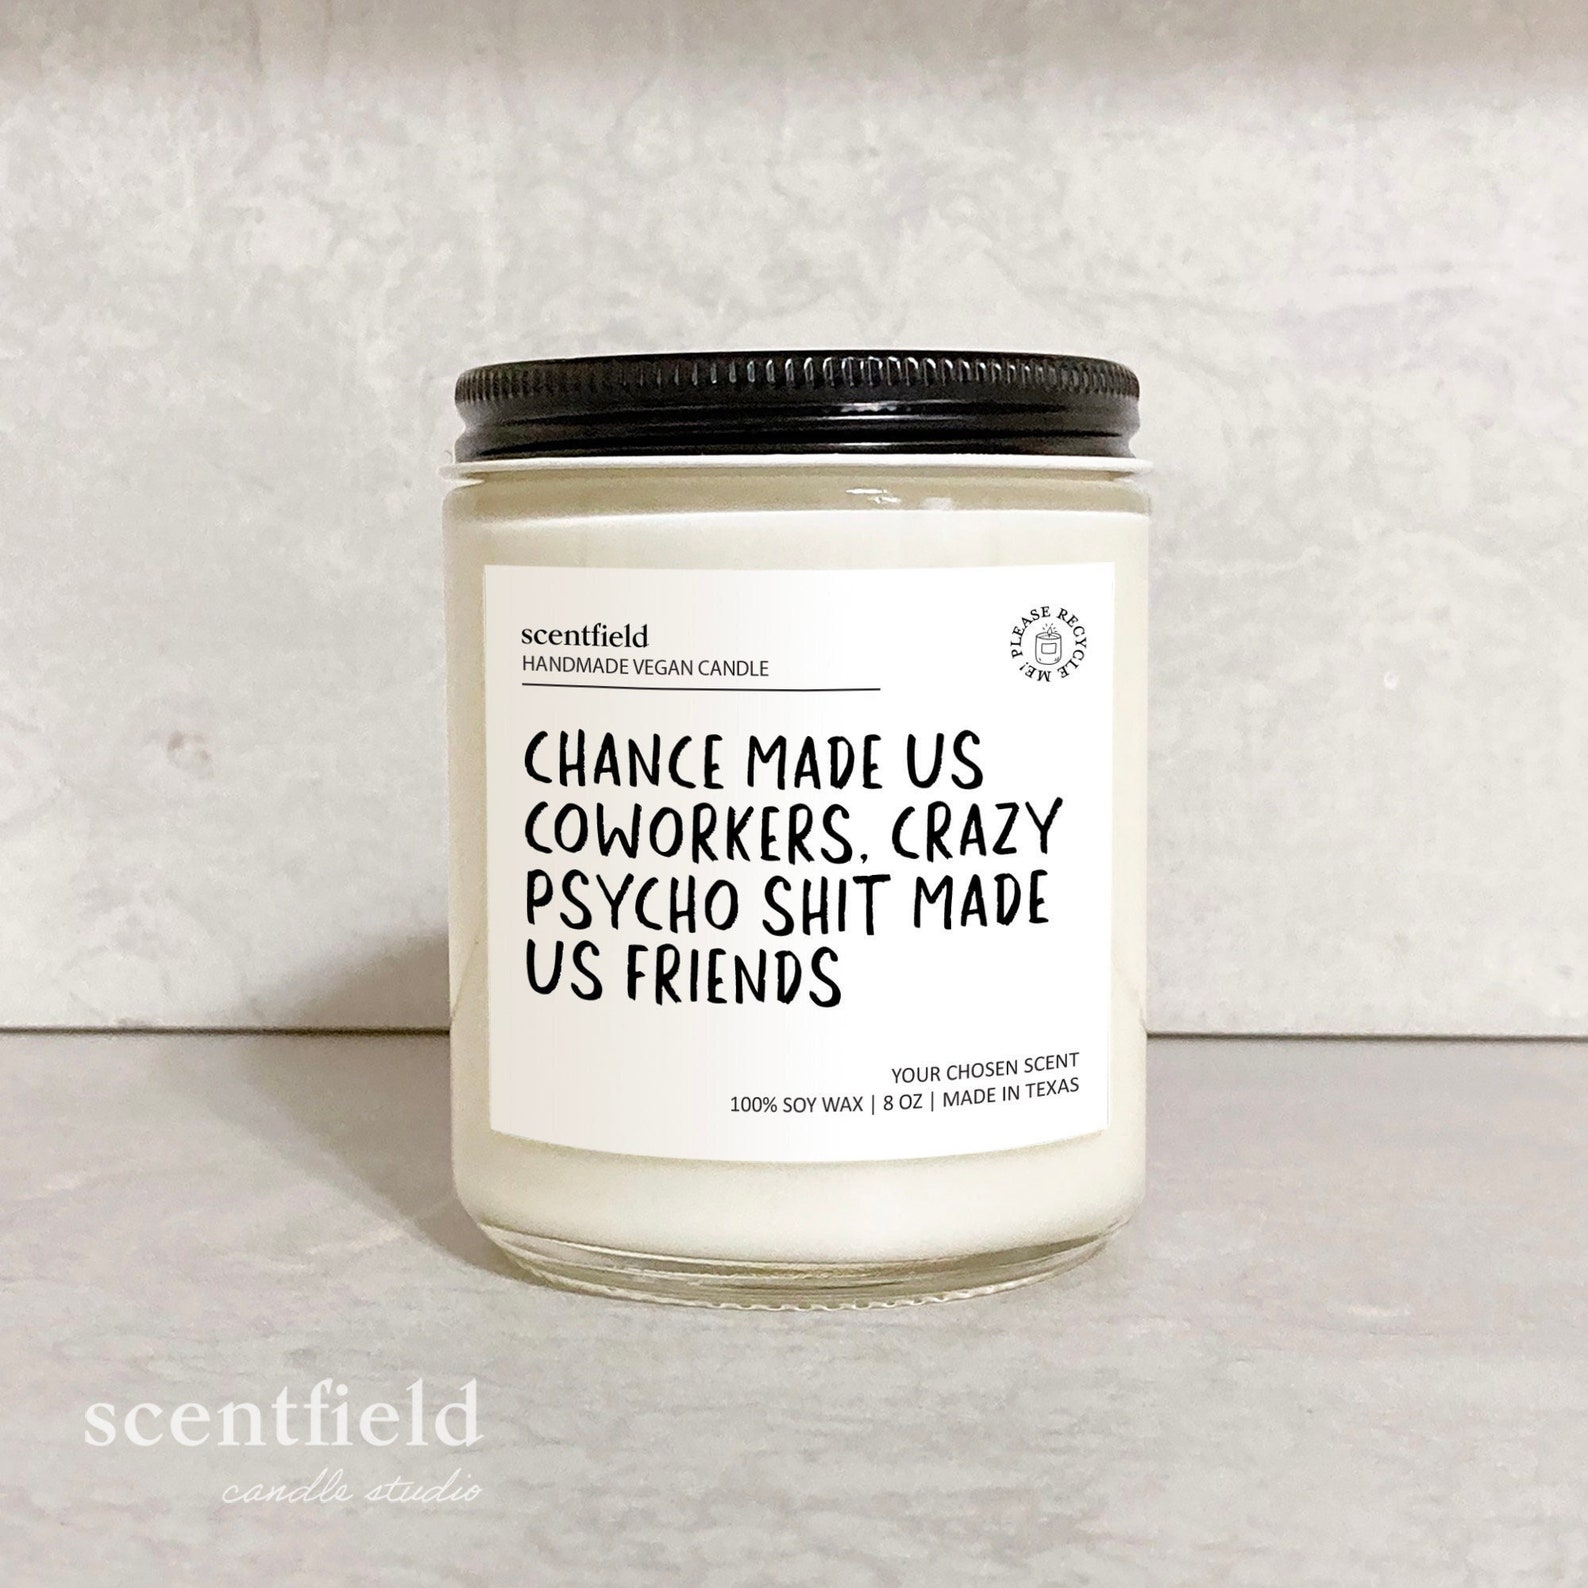 scentfield
HANDMADE VEGAN CANDLE
PLEASE RECYCLE ME!
CHANCE MADE US
COWORKERS, CRAZY
PSYCHO SHIT MADE
US FRIENDS
YOUR CHOSEN SCENT
100% SOY WAX | 8 OZ | MADE IN TEXAS
scentfield
candle studio